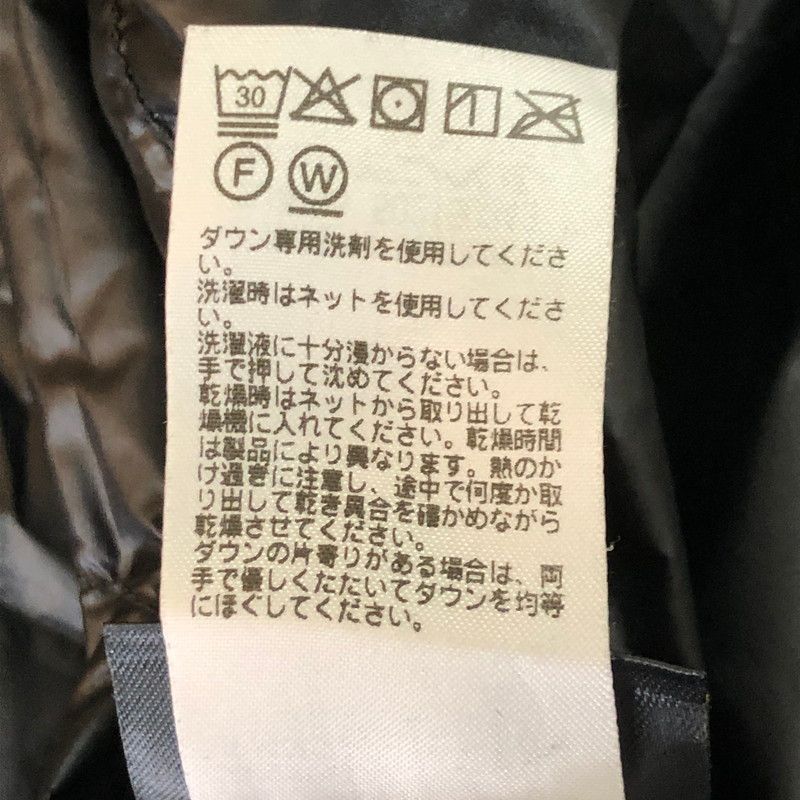 30
F W
ダウン専用洗剤を使用してくださ
い。
洗濯時はネットを使用してくださ
い。
洗濯液に十分浸からない場合は、
手で押して沈めてください。
乾燥時はネットから取り出して乾
燥機に入れてください。乾燥時間
は製品により異なります。熱のか
け過ぎに注意し、途中で何度か取
り出して乾き具合を確かめながら
乾燥させてください。
ダウンの片寄りがある場合は、両
手で優しくたたいてダウンを均等
にほぐしてください。